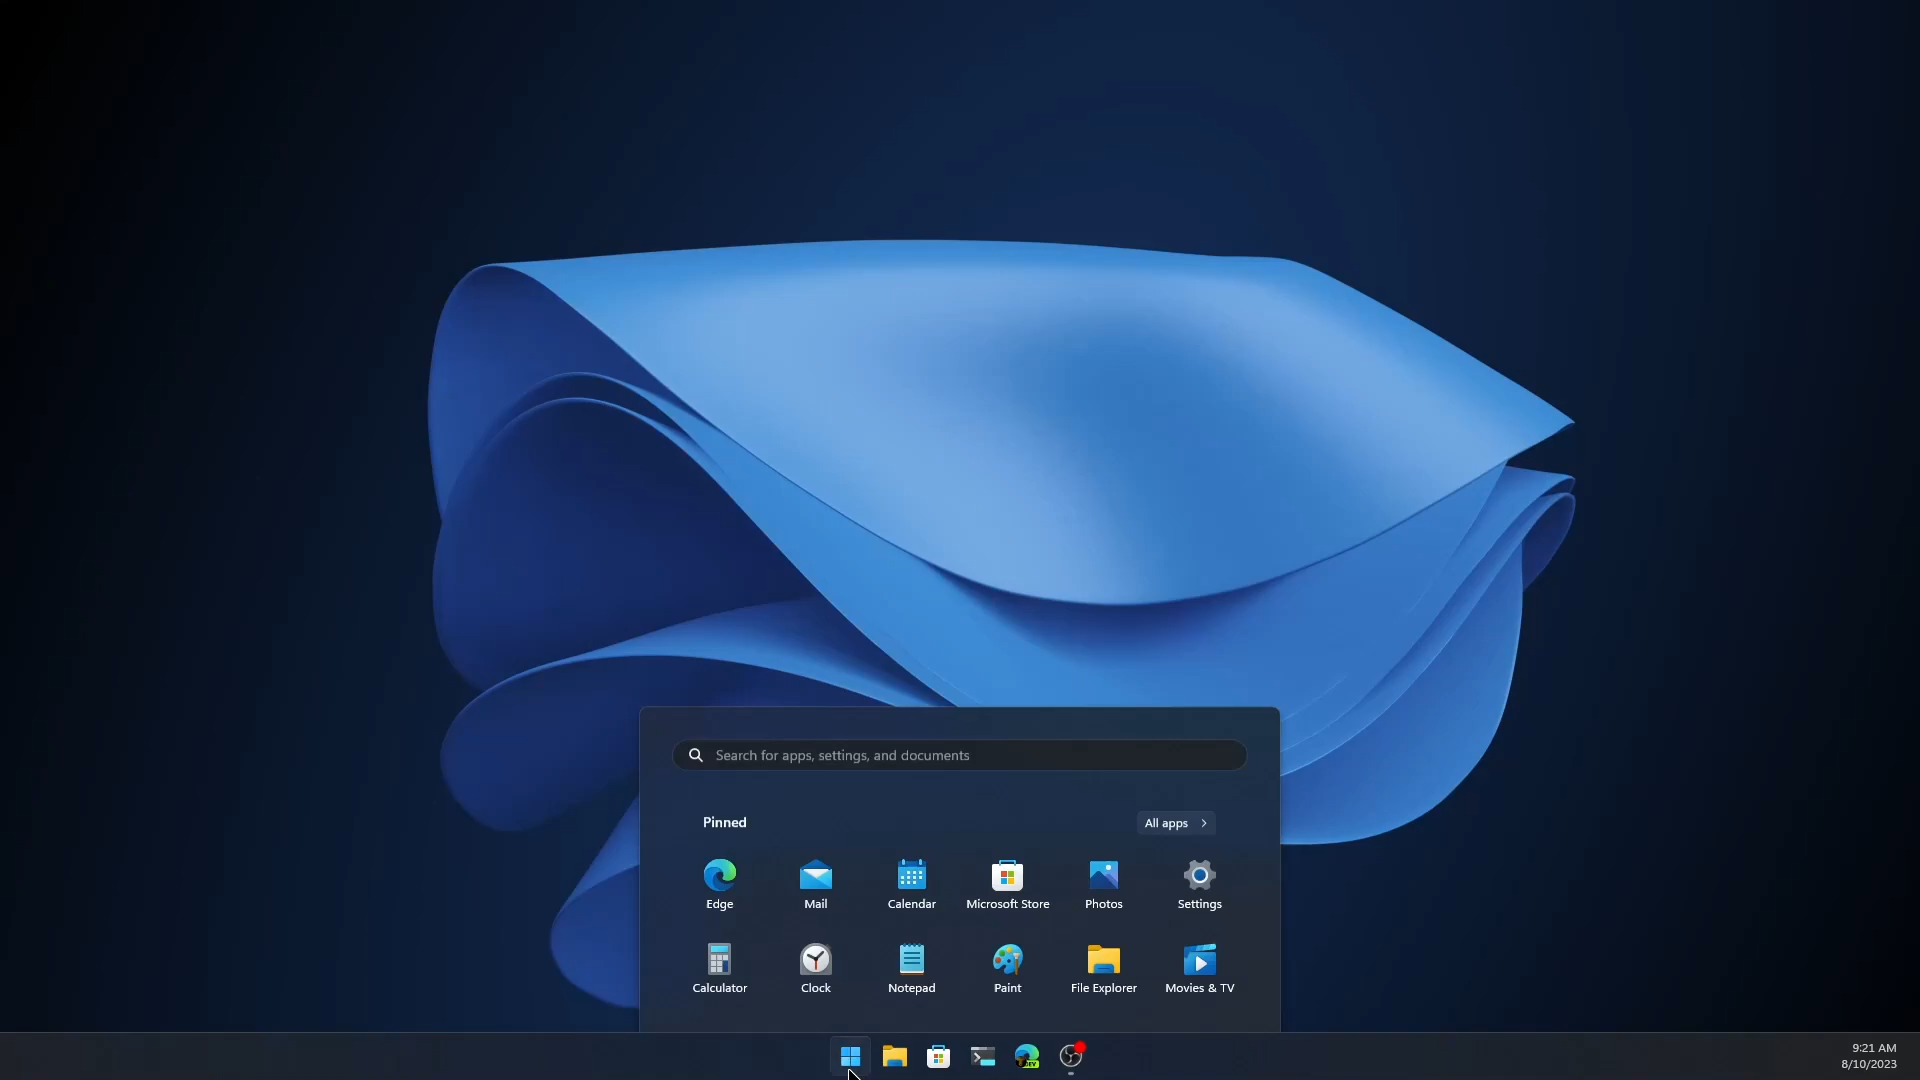 Search for apps, settings, and documents
Pinned
All apps
Edge
Mail
Calendar
Microsoft Store
Photos
Settings
Calculator
Clock
Notepad
Paint
File Explorer
Movies & TV
DEV
9:21 AM
8/10/2023